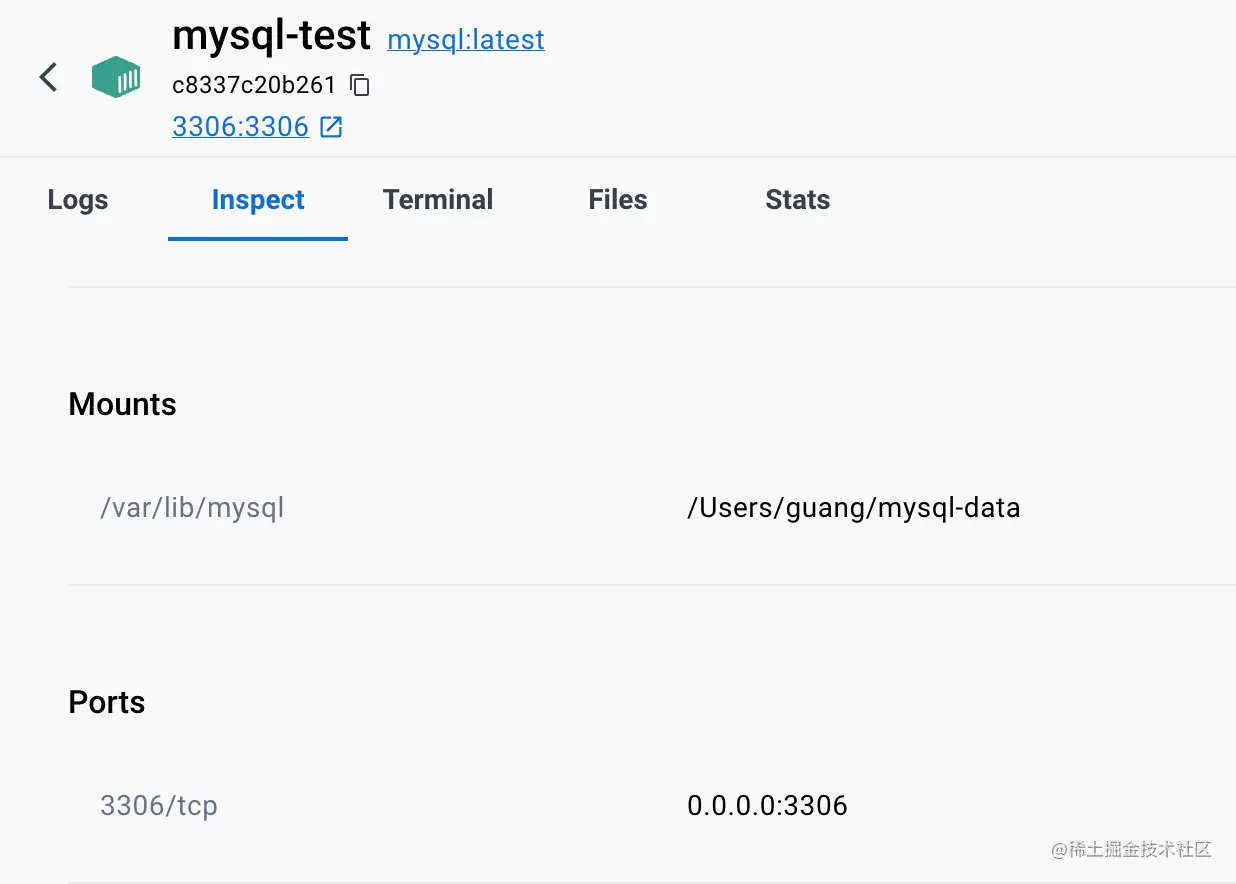 mysql-test mysql:latest
c8337c20b261
3306:3306
Logs Inspect Terminal Files Stats
Mounts
/var/lib/mysql /Users/guang/mysql-data
Ports
3306/tcp 0.0.0.0:3306
@稀土掘金技术社区